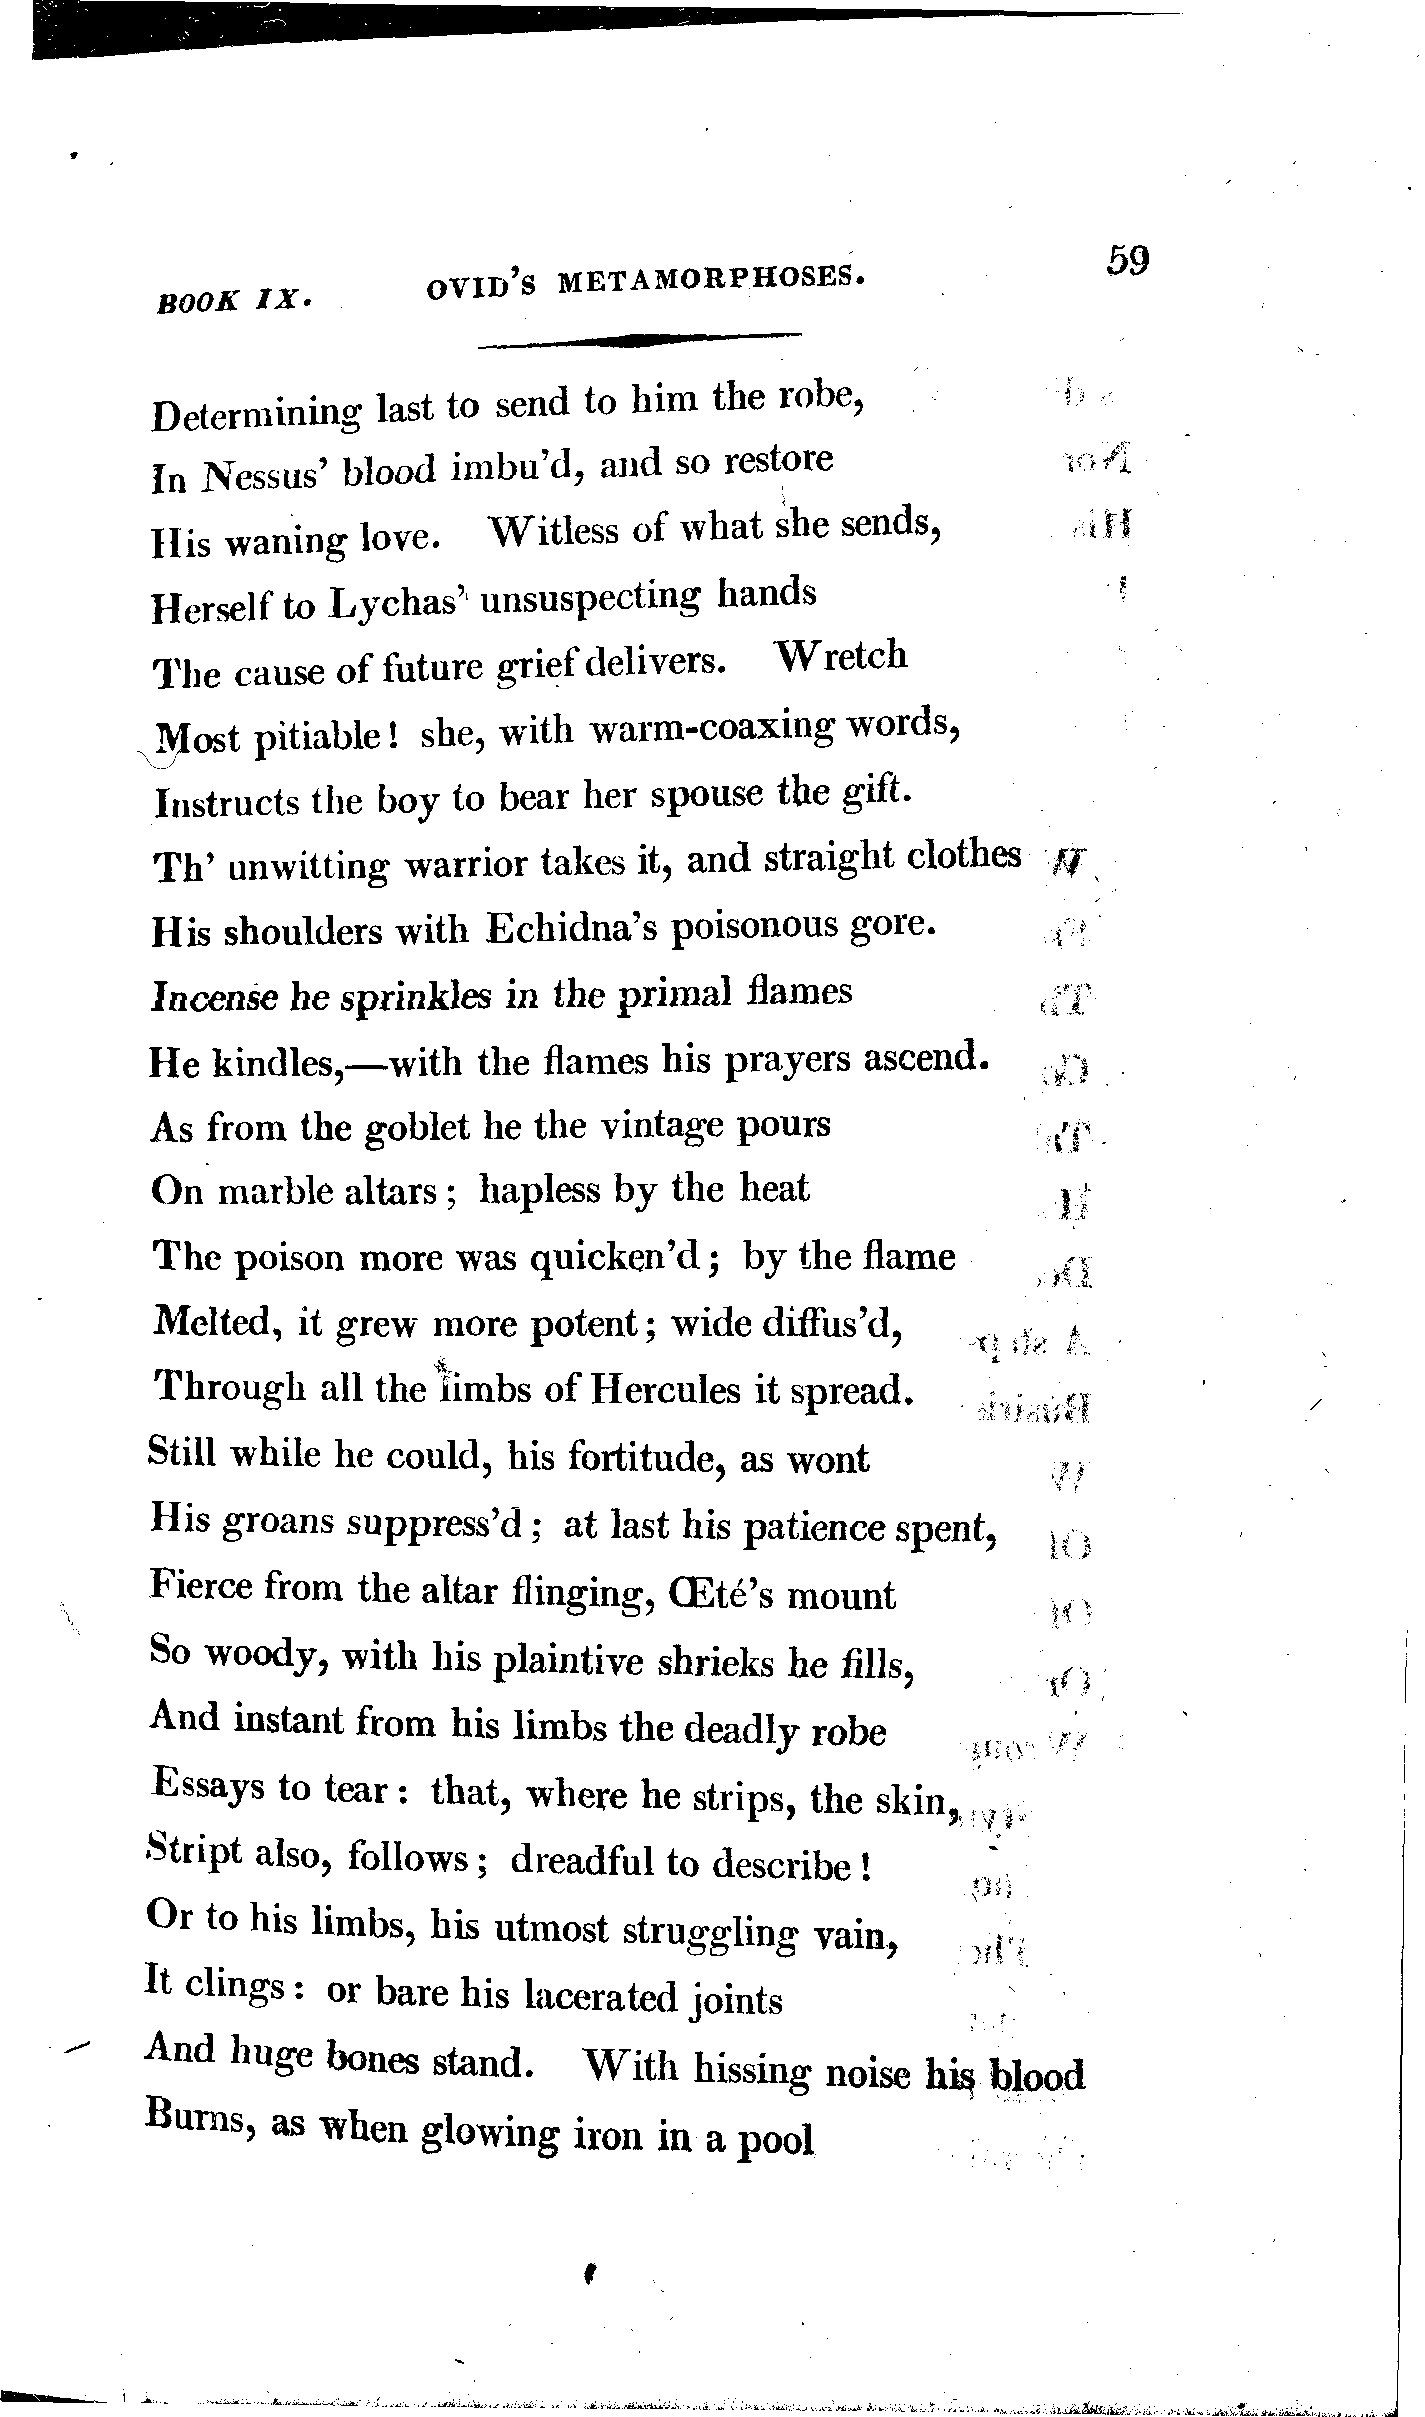 BOOK IX. OVID'S METAMORPHOSES. 59
Determining last to send to him the robe,
In Nessus' blood imbu'd, and so restore
His waning love. Witless of what she sends,
Herself to Lychas' unsuspecting hands
The cause of future grief delivers. Wretch
Most pitiable! she, with warm-coaxing words,
Instructs the boy to bear her spouse the gift.
Th' unwitting warrior takes it, and straight clothes
His shoulders with Echidna's poisonous gore.
Incense he sprinkles in the primal flames
He kindles,—with the flames his prayers ascend.
As from the goblet he the vintage pours
On marble altars; hapless by the heat
The poison more was quicken'd; by the flame
Melted, it grew more potent; wide diffus'd,
Through all the limbs of Hercules it spread.
Still while he could, his fortitude, as wont
His groans suppress'd; at last his patience spent,
Fierce from the altar flinging, Œté's mount
So woody, with his plaintive shrieks he fills,
And instant from his limbs the deadly robe
Essays to tear: that, where he strips, the skin,
Stript also, follows; dreadful to describe!
Or to his limbs, his utmost struggling vain,
It clings: or bare his lacerated joints
And huge bones stand. With hissing noise his blood
Burns, as when glowing iron in a pool